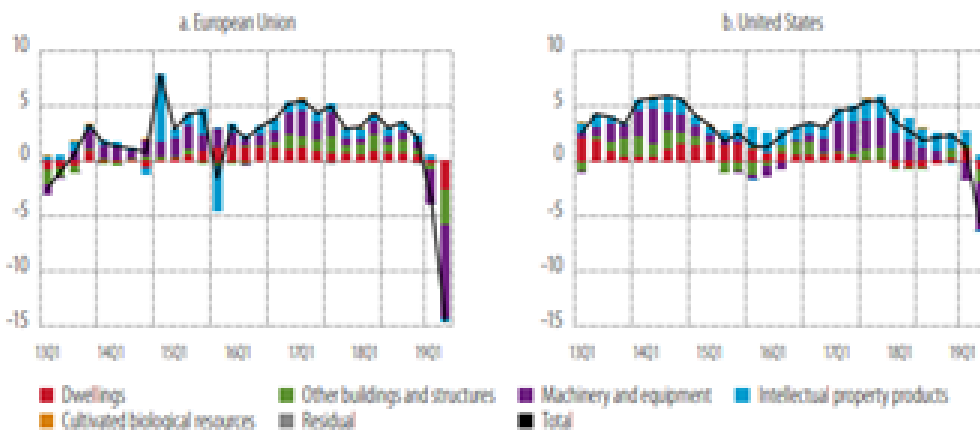 a. European Union
b. United States
10
5
0
-5
-10
-15
13Q1 14Q1 15Q1 16Q1 17Q1 18Q1 19Q1
10
5
0
-5
-10
-15
13Q1 14Q1 15Q1 16Q1 17Q1 18Q1 19Q1
Dwellings Other buildings and structures Machinery and equipment Intellectual property products
Cultivated biological resources Residual Total